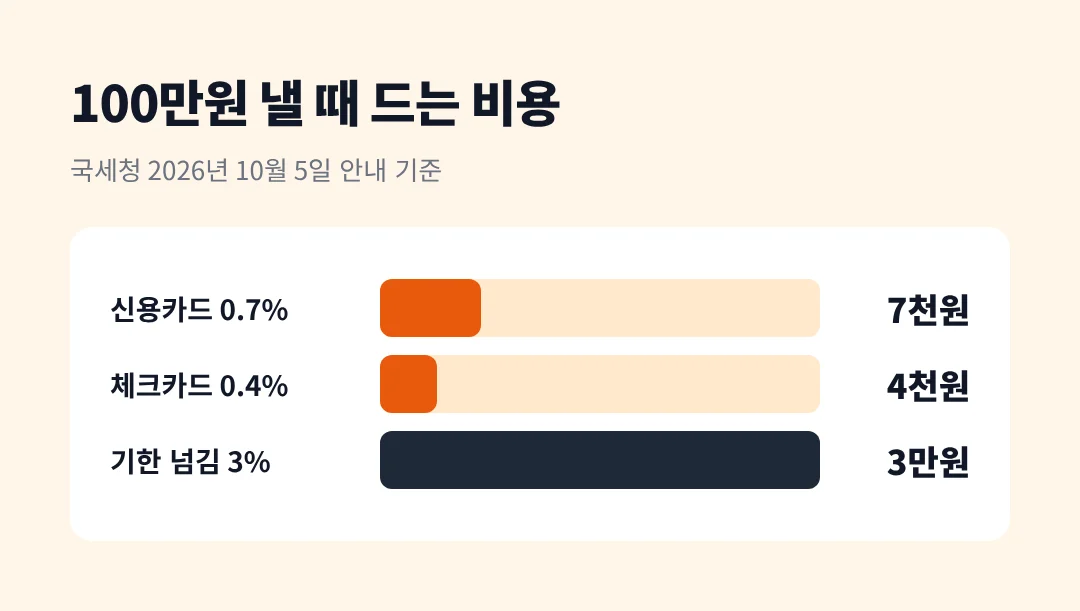 100만원 낼 때 드는 비용
국세청 2026년 10월 5일 안내 기준
신용카드 0.7% 7천원
체크카드 0.4% 4천원
기한 넘김 3% 3만원